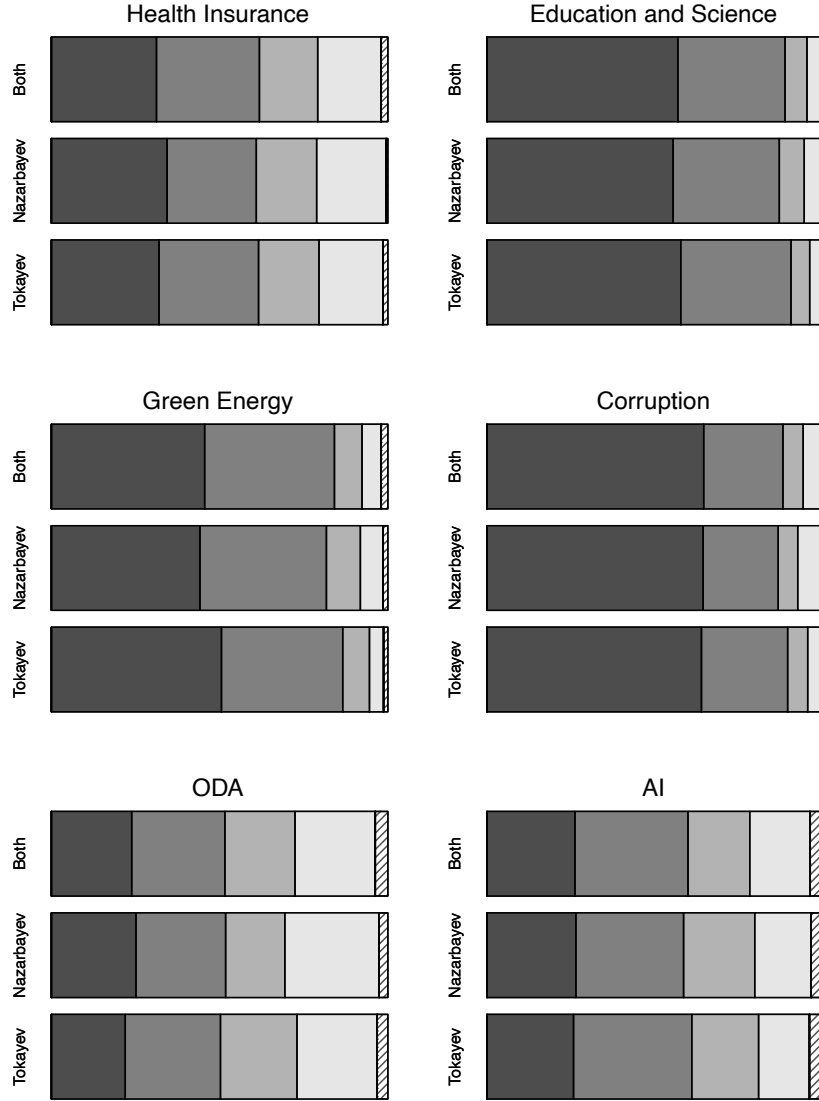 Health Insurance
Both
Nazarbayev
Tokayev
Education and Science
Both
Nazarbayev
Tokayev
Green Energy
Both
Nazarbayev
Tokayev
Corruption
Both
Nazarbayev
Tokayev
ODA
Both
Nazarbayev
Tokayev
AI
Both
Nazarbayev
Tokayev